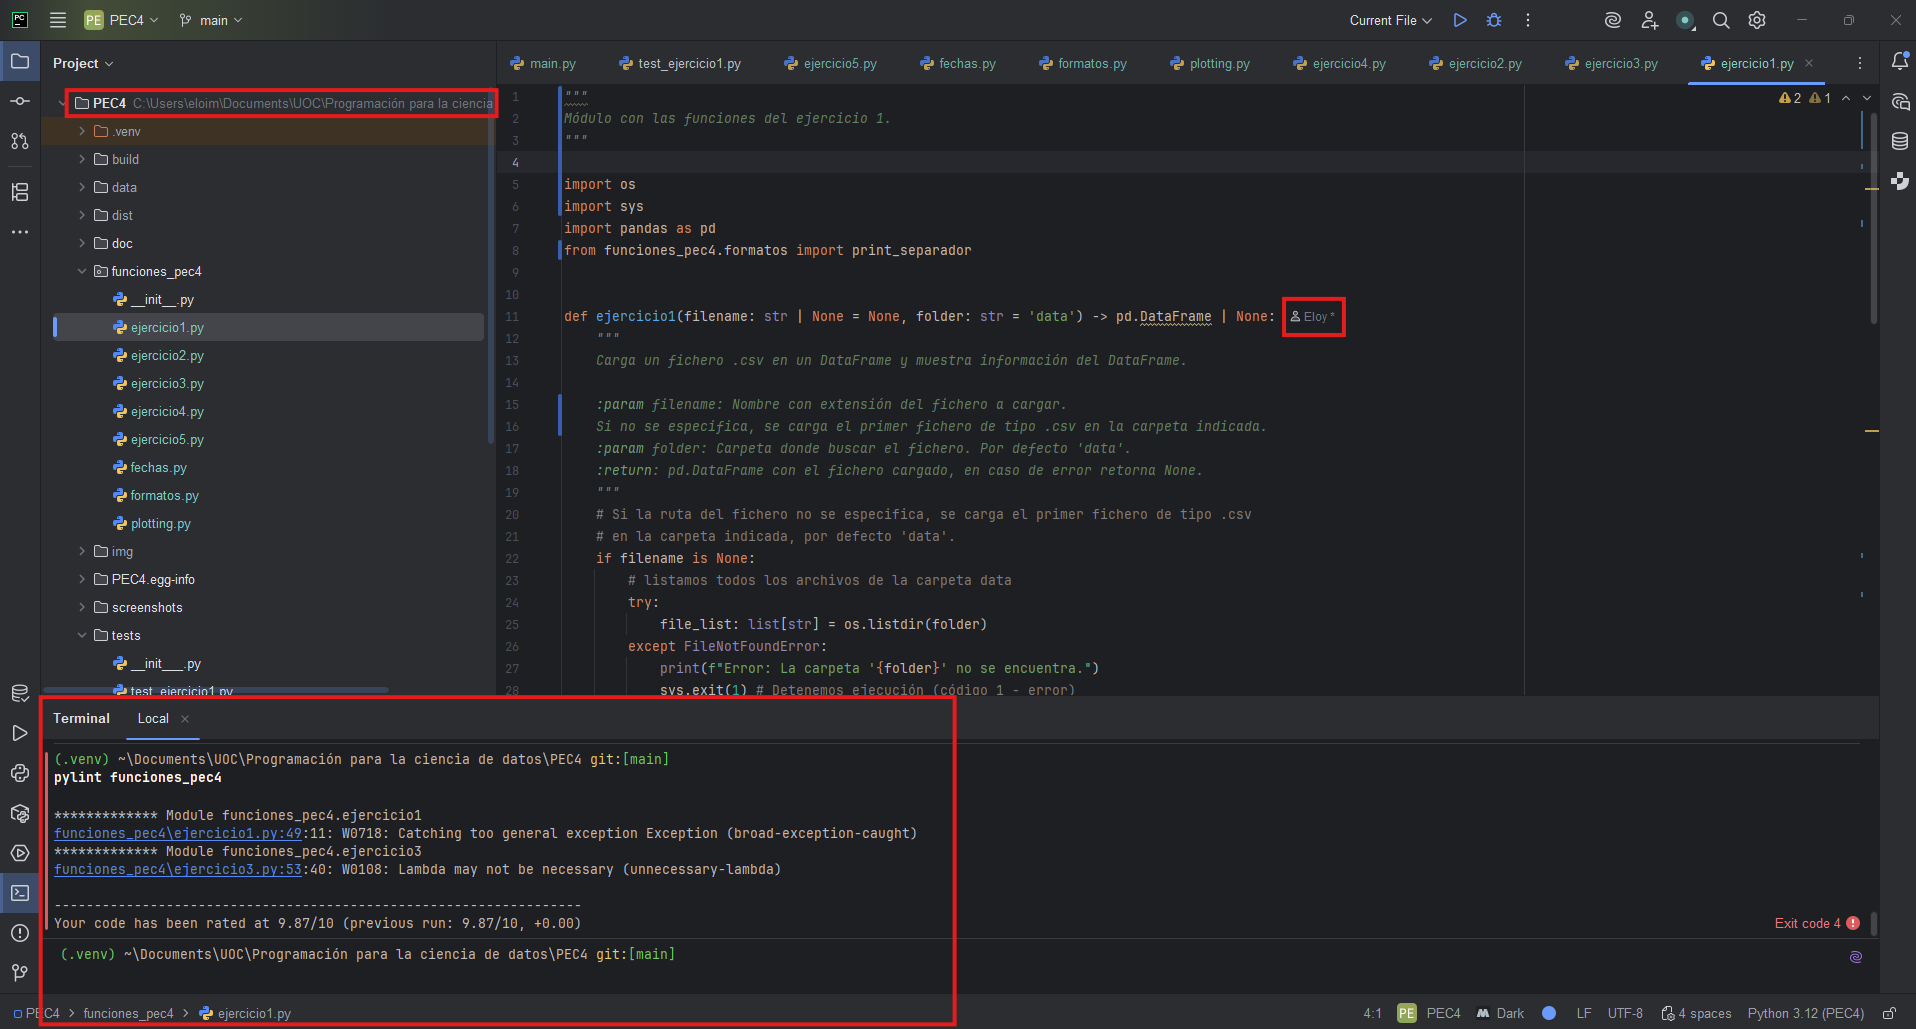 PC
PE PEC4 main
Current File
Project
PEC4 C:\Users\eloim\Documents\UOC\Programación para la ciencia
.venv
build
data
dist
doc
funciones_pec4
__init__.py
ejercicio1.py
ejercicio2.py
ejercicio3.py
ejercicio4.py
ejercicio5.py
fechas.py
formatos.py
plotting.py
img
PEC4.egg-info
screenshots
tests
__init___.py
test_ejercicio1.py
main.py test_ejercicio1.py ejercicio5.py fechas.py formatos.py plotting.py ejercicio4.py ejercicio2.py ejercicio3.py ejercicio1.py
2 1
1 """
2 Módulo con las funciones del ejercicio 1.
3 """
4
5 import os
6 import sys
7 import pandas as pd
8 from funciones_pec4.formatos import print_separador
9
10
11 def ejercicio1(filename: str | None = None, folder: str = 'data') -> pd.DataFrame | None: Eloy *
12 """
13 Carga un fichero .csv en un DataFrame y muestra información del DataFrame.
14
15 :param filename: Nombre con extensión del fichero a cargar.
16 Si no se especifica, se carga el primer fichero de tipo .csv en la carpeta indicada.
17 :param folder: Carpeta donde buscar el fichero. Por defecto 'data'.
18 :return: pd.DataFrame con el fichero cargado, en caso de error retorna None.
19 """
20 # Si la ruta del fichero no se especifica, se carga el primer fichero de tipo .csv
21 # en la carpeta indicada, por defecto 'data'.
22 if filename is None:
23 # listamos todos los archivos de la carpeta data
24 try:
25 file_list: list[str] = os.listdir(folder)
26 except FileNotFoundError:
27 print(f"Error: La carpeta '{folder}' no se encuentra.")
28 sys.exit(1) # Detenemos ejecución (código 1 - error)
Terminal Local
(.venv) ~\Documents\UOC\Programación para la ciencia de datos\PEC4 git:[main]
pylint funciones_pec4
************* Module funciones_pec4.ejercicio1
funciones_pec4\ejercicio1.py:49:11: W0718: Catching too general exception Exception (broad-exception-caught)
************* Module funciones_pec4.ejercicio3
funciones_pec4\ejercicio3.py:53:40: W0108: Lambda may not be necessary (unnecessary-lambda)
------------------------------------------------------------------
Your code has been rated at 9.87/10 (previous run: 9.87/10, +0.00)
Exit code 4
(.venv) ~\Documents\UOC\Programación para la ciencia de datos\PEC4 git:[main]
PEC4 > funciones_pec4 > ejercicio1.py
4:1 PE PEC4 Dark LF UTF-8 4 spaces Python 3.12 (PEC4)